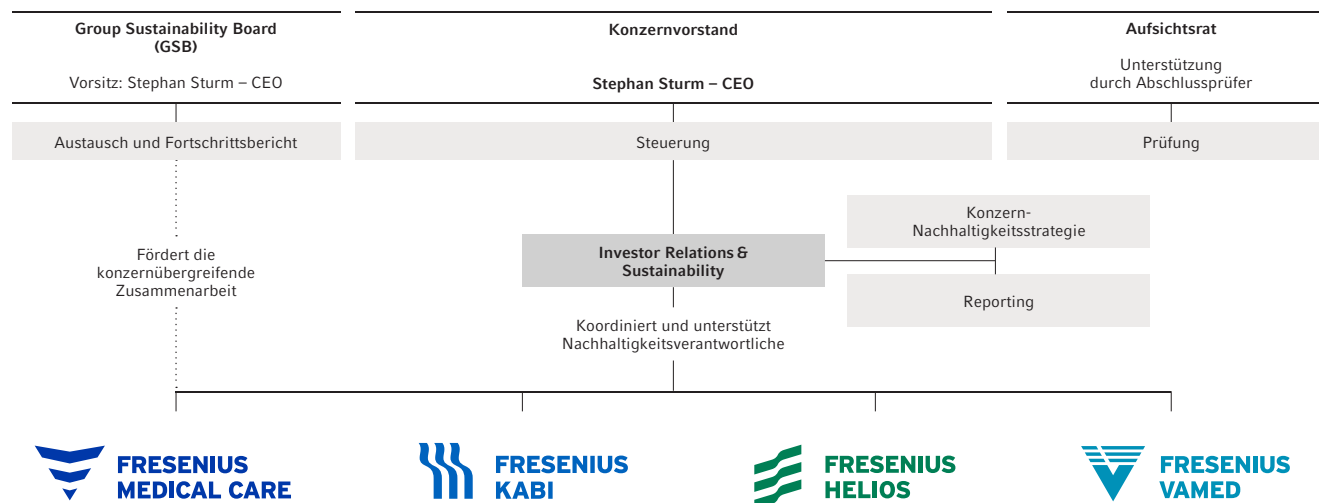 Group Sustainability Board
(GSB)
Vorsitz: Stephan Sturm – CEO
Konzernvorstand
Stephan Sturm – CEO
Aufsichtsrat
Unterstützung
durch Abschlussprüfer
Austausch und Fortschrittsbericht
Steuerung
Prüfung
Fördert die
konzernübergreifende
Zusammenarbeit
Investor Relations &
Sustainability
Konzern-
Nachhaltigkeitsstrategie
Reporting
Koordiniert und unterstützt
Nachhaltigkeitsverantwortliche
FRESENIUS
MEDICAL CARE
FRESENIUS
KABI
FRESENIUS
HELIOS
FRESENIUS
VAMED